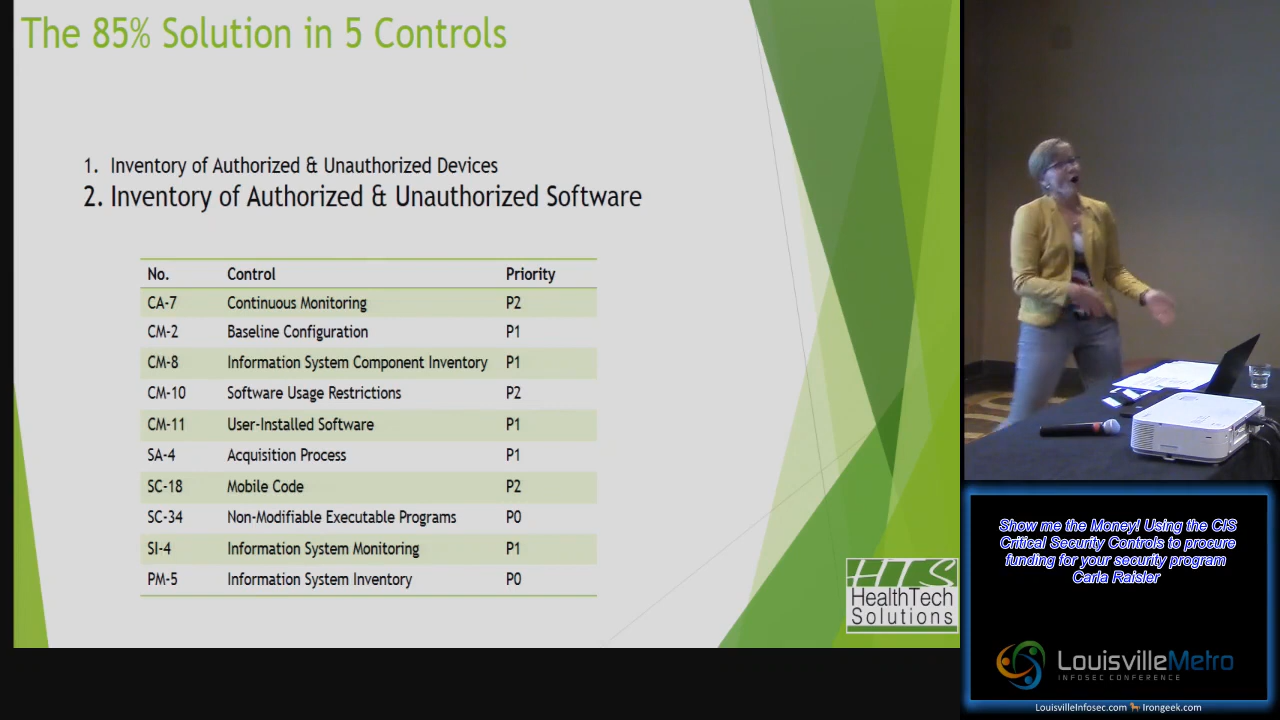 The 85% Solution in 5 Controls
1. Inventory of Authorized & Unauthorized Devices
2. Inventory of Authorized & Unauthorized Software
No. Control Priority
CA-7 Continuous Monitoring P2
CM-2 Baseline Configuration P1
CM-8 Information System Component Inventory P1
CM-10 Software Usage Restrictions P2
CM-11 User-Installed Software P1
SA-4 Acquisition Process P1
SC-18 Mobile Code P2
SC-34 Non-Modifiable Executable Programs P0
SI-4 Information System Monitoring P1
PM-5 Information System Inventory P0
HTS
HealthTech
Solutions
Show me the Money! Using the CIS
Critical Security Controls to procure
funding for your security program
Carla Raisler
LouisvilleMetro
INFOSEC CONFERENCE
LouisvilleInfosec.com Irongeek.com